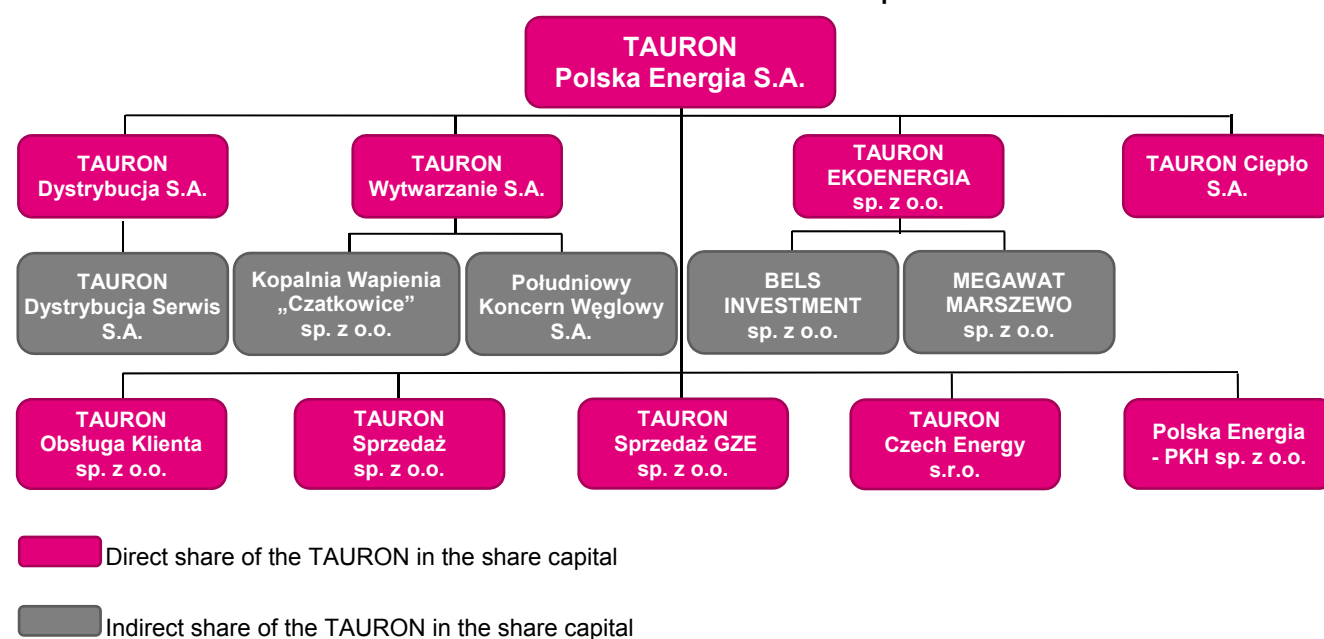 TAURON
Polska Energia S.A.
TAURON
Dystrybucja S.A.
TAURON
Wytwarzanie S.A.
TAURON
EKOENERGIA
sp. z o.o.
TAURON Ciepło
S.A.
TAURON
Dystrybucja Serwis
S.A.
Kopalnia Wapienia
„Czatkowice”
sp. z o.o.
Południowy
Koncern Węglowy
S.A.
BELS
INVESTMENT
sp. z o.o.
MEGAWAT
MARSZEWO
sp. z o.o.
TAURON
Obsługa Klienta
sp. z o.o.
TAURON
Sprzedaż
sp. z o.o.
TAURON
Sprzedaż GZE
sp. z o.o.
TAURON
Czech Energy
s.r.o.
Polska Energia
- PKH sp. z o.o.
Direct share of the TAURON in the share capital
Indirect share of the TAURON in the share capital